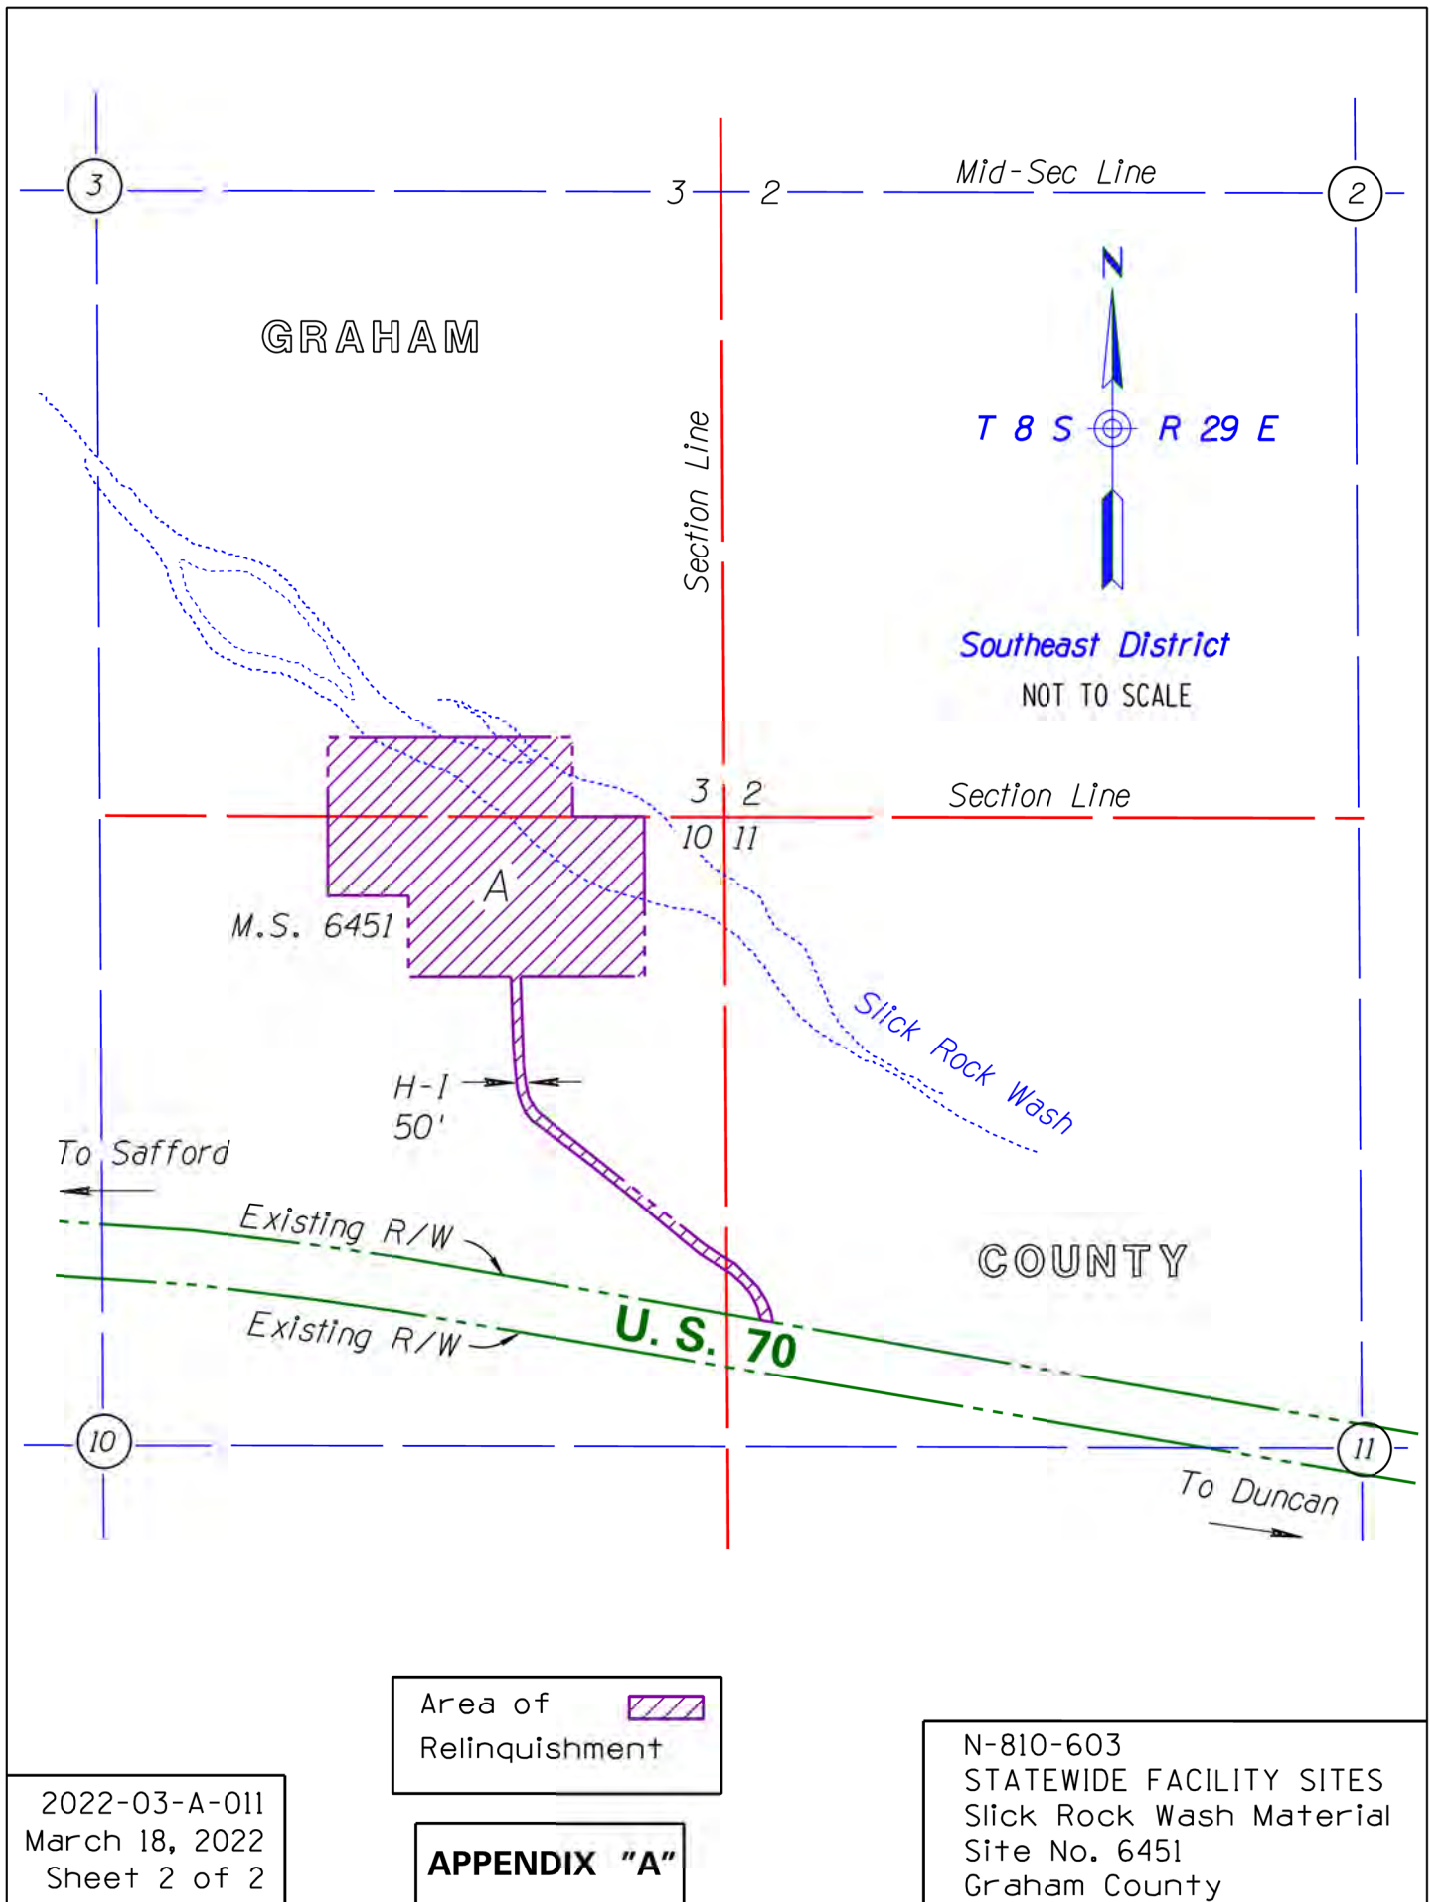 Mid-Sec Line
3
3
2
2
N
GRAHAM
T 8 S
R 29 E
Section Line
Southeast District
NOT TO SCALE
3
2
Section Line
10
11
A
M.S. 6451
Slick Rock Wash
H-I
50'
To Safford
Existing R/W
COUNTY
Existing R/W
U. S. 70
10
11
To Duncan
Area of
Relinquishment
N-810-603
STATEWIDE FACILITY SITES
Slick Rock Wash Material
Site No. 6451
Graham County
2022-03-A-011
March 18, 2022
Sheet 2 of 2
APPENDIX "A"